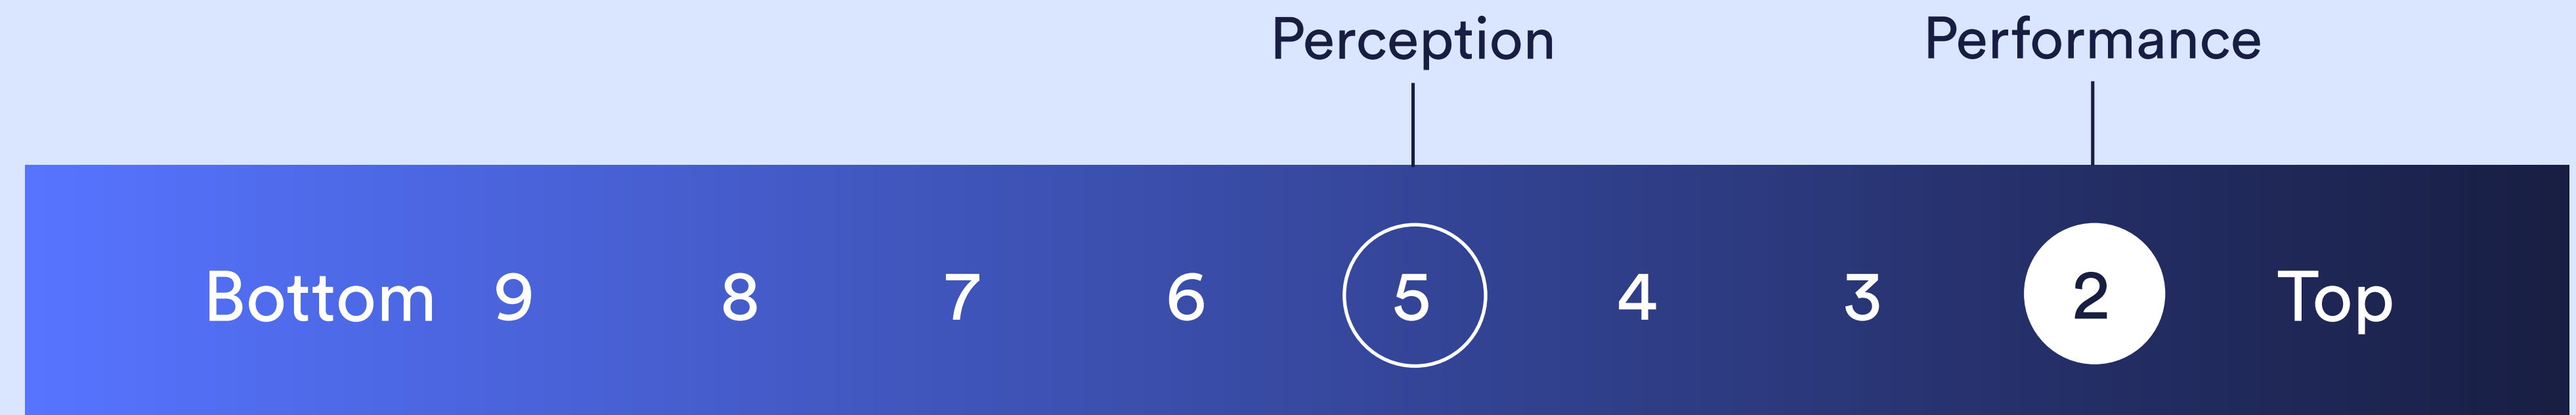 Perception Performance
Bottom 9 8 7 6 5 4 3 2 Top